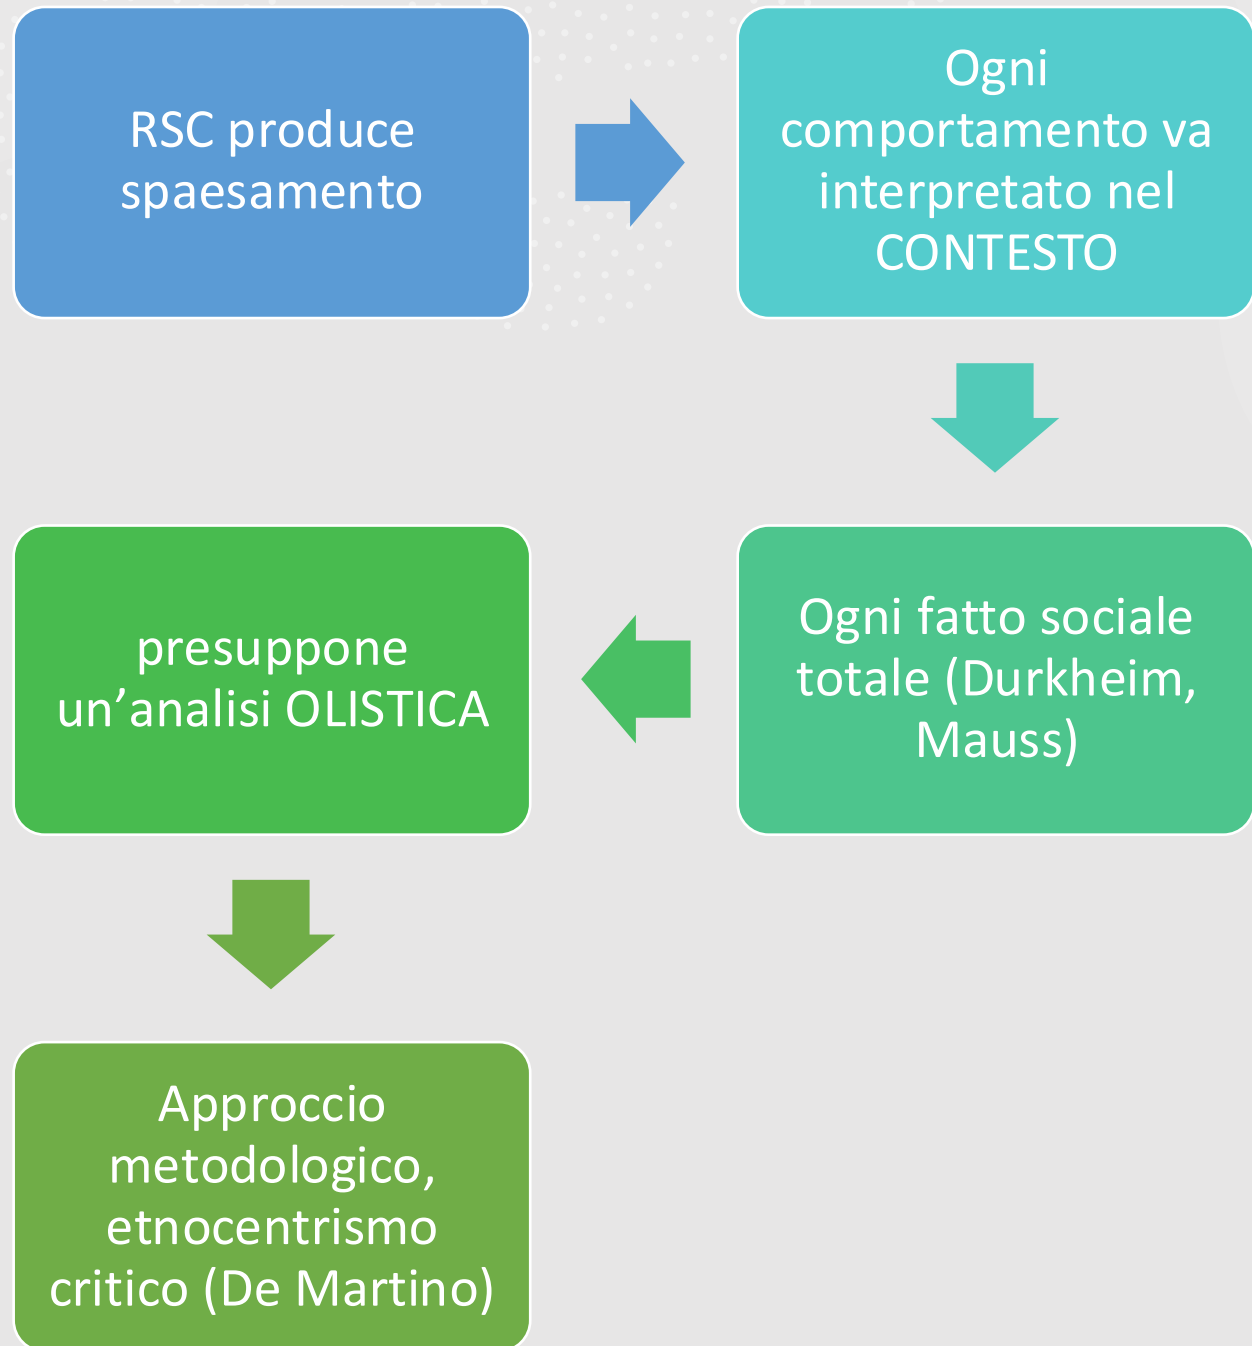 RSC produce
spaesamento
Ogni
comportamento va
interpretato nel
CONTESTO
Ogni fatto sociale
totale (Durkheim,
Mauss)
presuppone
un’analisi OLISTICA
Approccio
metodologico,
etnocentrismo
critico (De Martino)